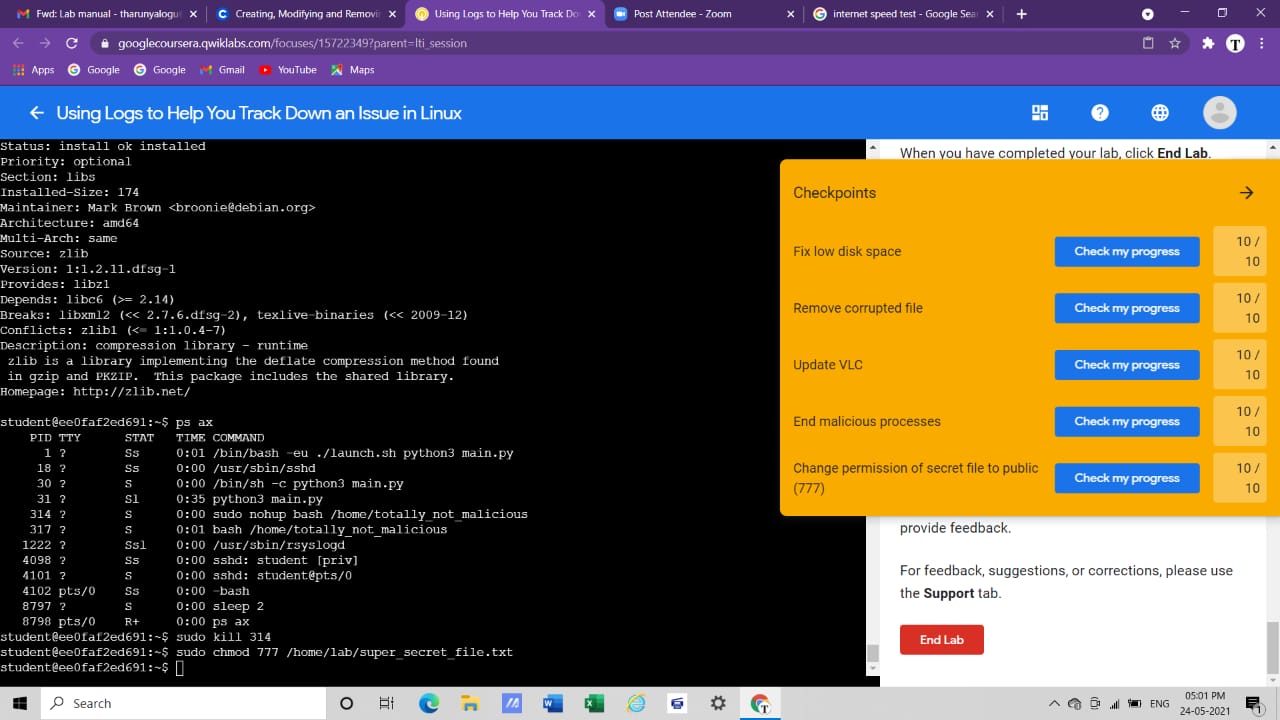 Fwd: Lab manual - tharunyalogu
Creating, Modifying and Removi
Using Logs to Help You Track Do
Post Attendee - Zoom
internet speed test - Google Sea
googlecoursera.qwiklabs.com/focuses/15722349?parent=lti_session
T
Apps
Google
Google
Gmail
YouTube
Maps
Using Logs to Help You Track Down an Issue in Linux
Status: install ok installed
Priority: optional
Section: libs
Installed-Size: 174
Maintainer: Mark Brown <broonie@debian.org>
Architecture: amd64
Multi-Arch: same
Source: zlib
Version: 1:1.2.11.dfsg-1
Provides: libz1
Depends: libc6 (>= 2.14)
Breaks: libxml2 (<< 2.7.6.dfsg-2), texlive-binaries (<< 2009-12)
Conflicts: zlib1 (<= 1:1.0.4-7)
Description: compression library - runtime
zlib is a library implementing the deflate compression method found
in gzip and PKZIP.  This package includes the shared library.
Homepage: http://zlib.net/
student@ee0faf2ed691:~$ ps ax
PID TTY      STAT   TIME COMMAND
1 ?        Ss     0:01 /bin/bash -eu ./launch.sh python3 main.py
18 ?        Ss     0:00 /usr/sbin/sshd
30 ?        S      0:00 /bin/sh -c python3 main.py
31 ?        Sl     0:35 python3 main.py
314 ?        S      0:00 sudo nohup bash /home/totally_not_malicious
317 ?        S      0:01 bash /home/totally_not_malicious
1222 ?        Ssl    0:00 /usr/sbin/rsyslogd
4098 ?        Ss     0:00 sshd: student [priv]
4101 ?        S      0:00 sshd: student@pts/0
4102 pts/0    Ss     0:00 -bash
8797 ?        S      0:00 sleep 2
8798 pts/0    R+     0:00 ps ax
student@ee0faf2ed691:~$ sudo kill 314
student@ee0faf2ed691:~$ sudo chmod 777 /home/lab/super_secret_file.txt
student@ee0faf2ed691:~$
When you have completed your lab, click End Lab.
Checkpoints
Fix low disk space
Check my progress
10 /
10
Remove corrupted file
Check my progress
10 /
10
Update VLC
Check my progress
10 /
10
End malicious processes
Check my progress
10 /
10
Change permission of secret file to public
(777)
Check my progress
10 /
10
provide feedback.
For feedback, suggestions, or corrections, please use
the Support tab.
End Lab
Search
ENG
05:01 PM
24-05-2021
1